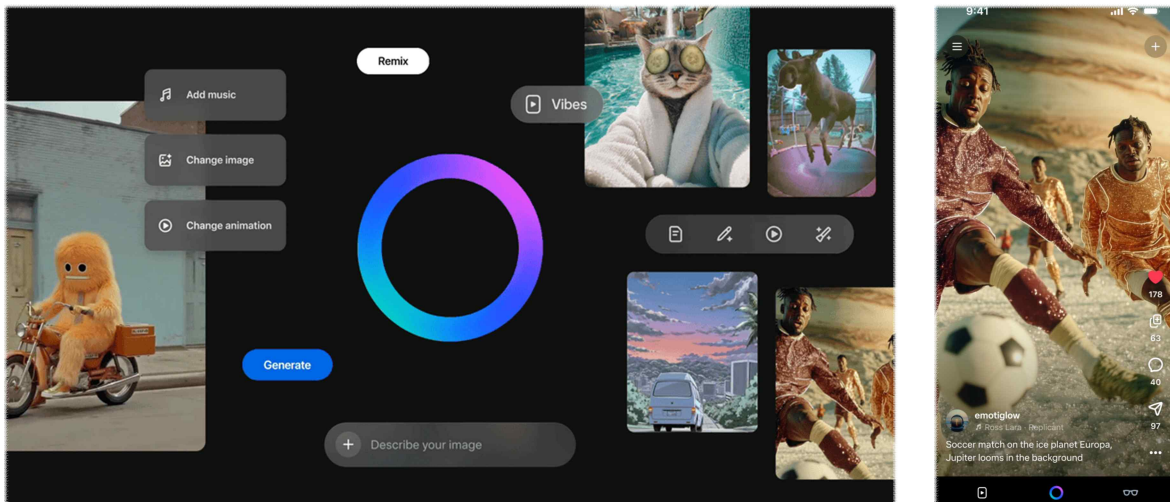 Remix
Add music
Vibes
Change image
Change animation
Generate
Describe your image
9:41
178
63
40
97
emotiglow
Ross Lara · Replicant
Soccer match on the ice planet Europa,
Jupiter looms in the background